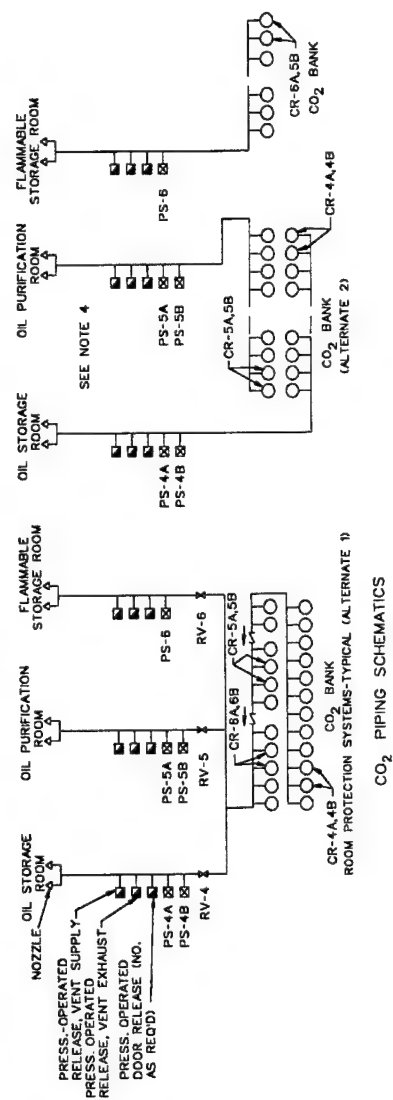 NOZZLE
OIL STORAGE
ROOM
PRESS.-OPERATED
RELEASE, VENT SUPPLY
PRESS. OPERATED
RELEASE, VENT EXHAUST
PRESS. OPERATED
DOOR RELEASE (NO.
AS REQ'D)
PS-4A
PS-4B
RV-4
OIL PURIFICATION
ROOM
PS-5A
PS-5B
RV-5
FLAMMABLE
STORAGE ROOM
PS-6
RV-6
CR-6A,6B
CR-5A,5B
CR-4A,4B
CO₂ BANK
ROOM PROTECTION SYSTEMS-TYPICAL (ALTERNATE 1)
OIL STORAGE
ROOM
PS-4A
PS-4B
SEE NOTE 4
OIL PURIFICATION
ROOM
PS-5A
PS-5B
CR-5A,5B
CR-4A,4B
CO₂ BANK
(ALTERNATE 2)
FLAMMABLE
STORAGE ROOM
PS-6
CR-6A,5B
CO₂ BANK
CO₂ PIPING SCHEMATICS